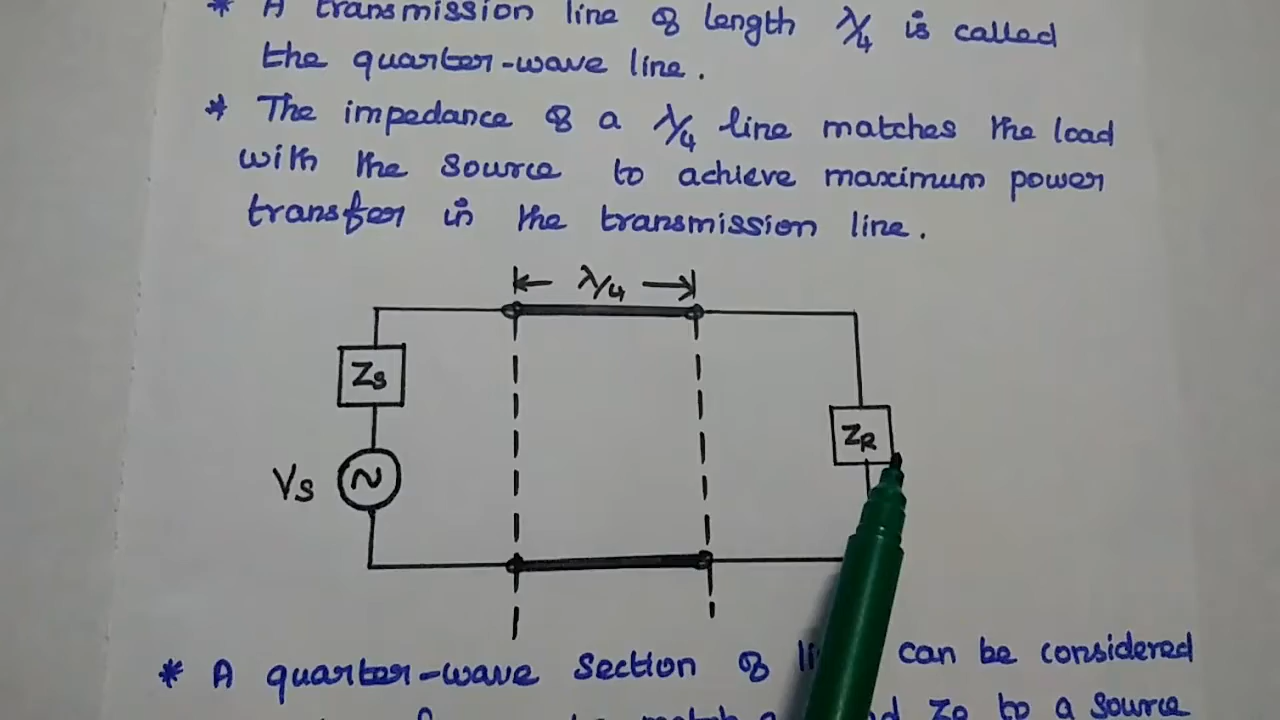 * A transmission line of length λ/4 is called
the quarter-wave line.
* The impedance of a λ/4 line matches the load
with the source to achieve maximum power
transfer in the transmission line.
λ/4
Zs
ZR
Vs
* A quarter-wave section of can be considered
match a to a source